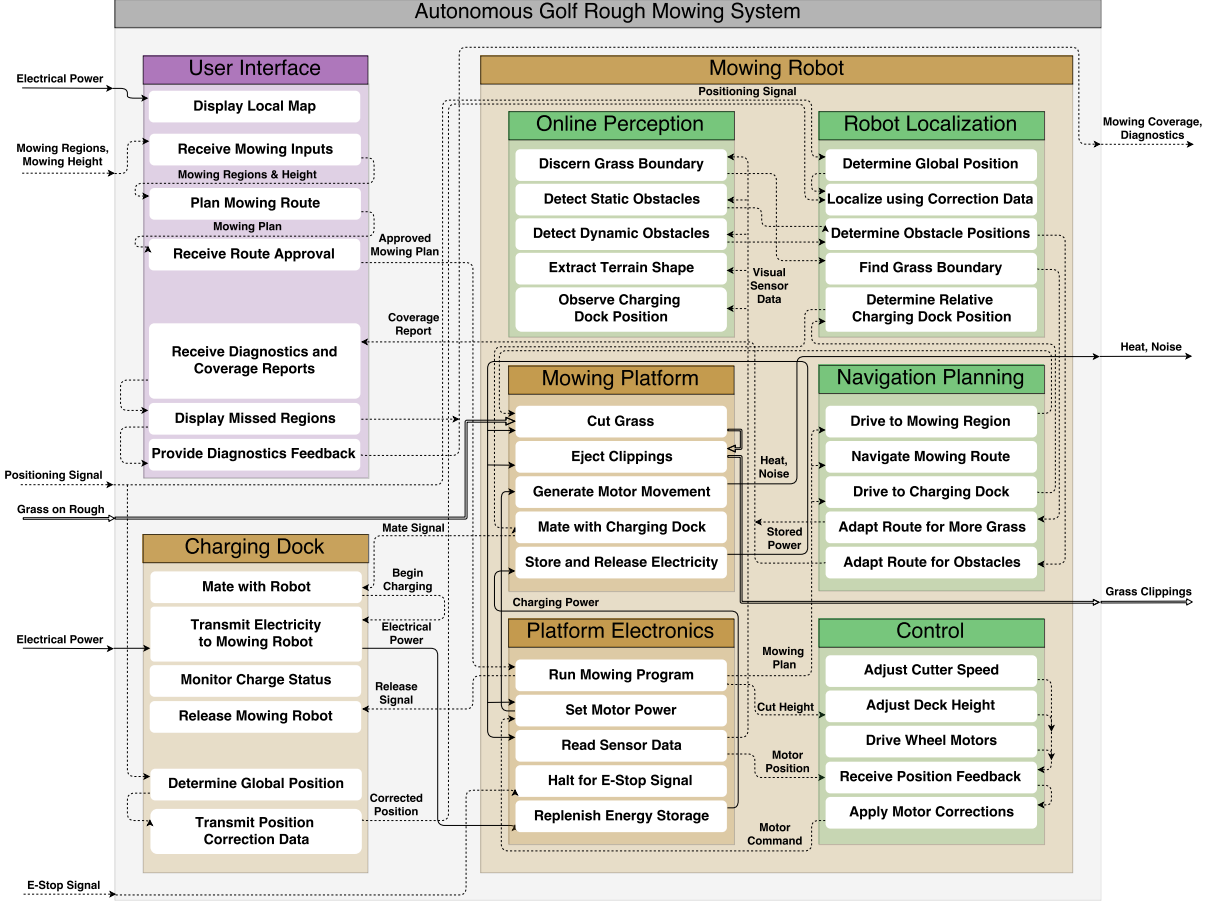 Autonomous Golf Rough Mowing System
User Interface
Electrical Power
Display Local Map
Mowing Regions,
Mowing Height
Receive Mowing Inputs
Mowing Regions & Height
Plan Mowing Route
Mowing Plan
Receive Route Approval
Approved
Mowing Plan
Coverage
Report
Receive Diagnostics and
Coverage Reports
Display Missed Regions
Provide Diagnostics Feedback
Positioning Signal
Grass on Rough
Mate Signal
Charging Dock
Mate with Robot
Begin
Charging
Transmit Electricity
to Mowing Robot
Electrical Power
Electrical
Power
Monitor Charge Status
Release Mowing Robot
Release
Signal
Determine Global Position
Transmit Position
Correction Data
Corrected
Position
E-Stop Signal
Mowing Robot
Positioning Signal
Online Perception
Discern Grass Boundary
Detect Static Obstacles
Detect Dynamic Obstacles
Extract Terrain Shape
Observe Charging
Dock Position
Visual
Sensor
Data
Robot Localization
Determine Global Position
Localize using Correction Data
Determine Obstacle Positions
Find Grass Boundary
Determine Relative
Charging Dock Position
Mowing Coverage,
Diagnostics
Heat, Noise
Mowing Platform
Cut Grass
Eject Clippings
Generate Motor Movement
Mate with Charging Dock
Store and Release Electricity
Heat,
Noise
Stored
Power
Charging Power
Navigation Planning
Drive to Mowing Region
Navigate Mowing Route
Drive to Charging Dock
Adapt Route for More Grass
Adapt Route for Obstacles
Grass Clippings
Platform Electronics
Run Mowing Program
Set Motor Power
Read Sensor Data
Halt for E-Stop Signal
Replenish Energy Storage
Mowing
Plan
Cut Height
Motor
Position
Motor
Command
Control
Adjust Cutter Speed
Adjust Deck Height
Drive Wheel Motors
Receive Position Feedback
Apply Motor Corrections